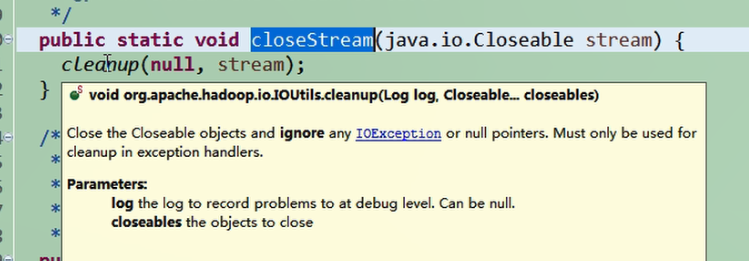 */
public static void closeStream(java.io.Closeable stream) {
cleanup(null, stream);
}
void org.apache.hadoop.io.IOUtils.cleanup(Log log, Closeable... closeables)
Close the Closeable objects and ignore any IOException or null pointers. Must only be used for
cleanup in exception handlers.
Parameters:
log the log to record problems to at debug level. Can be null.
closeables the objects to close
/*
*
*
*
*